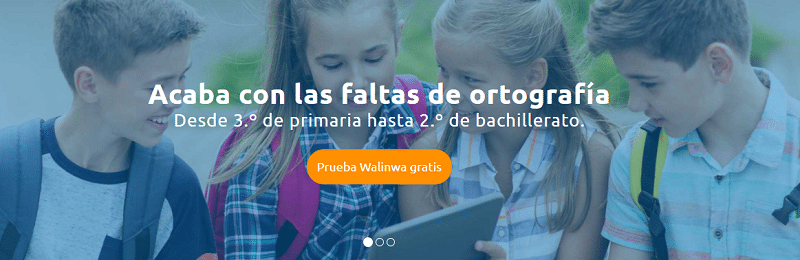 Acaba con las faltas de ortografía
Desde 3.º de primaria hasta 2.º de bachillerato.
Prueba Walinwa gratis